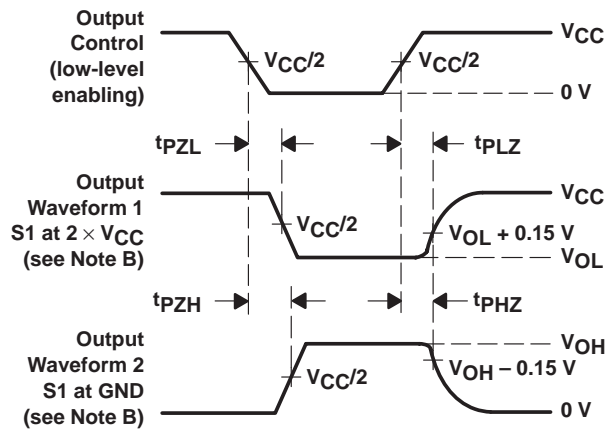 Output
Control
(low-level
enabling)
VCC/2
VCC/2
VCC
0 V
tPZL
tPLZ
Output
Waveform 1
S1 at 2 × VCC
(see Note B)
VCC/2
VCC
VOL + 0.15 V
VOL
tPZH
tPHZ
Output
Waveform 2
S1 at GND
(see Note B)
VCC/2
VOH
VOH – 0.15 V
0 V